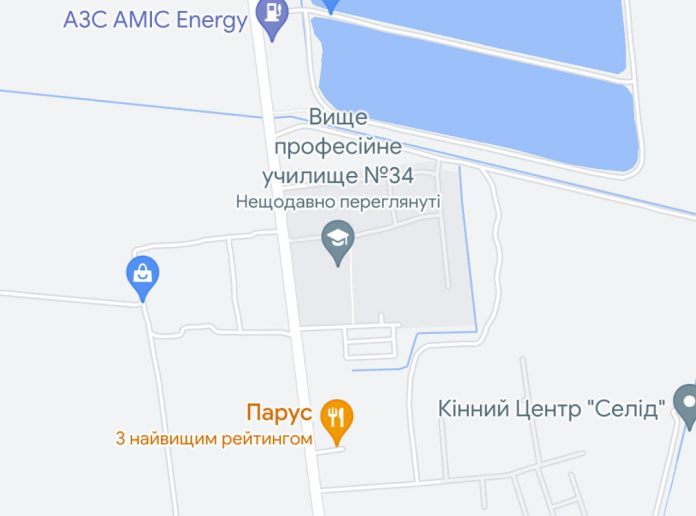 АЗС AMIC Energy
Вище
професійне
училище №34
Нещодавно переглянуті
Парус
З найвищим рейтингом
Кінний Центр "Селід"